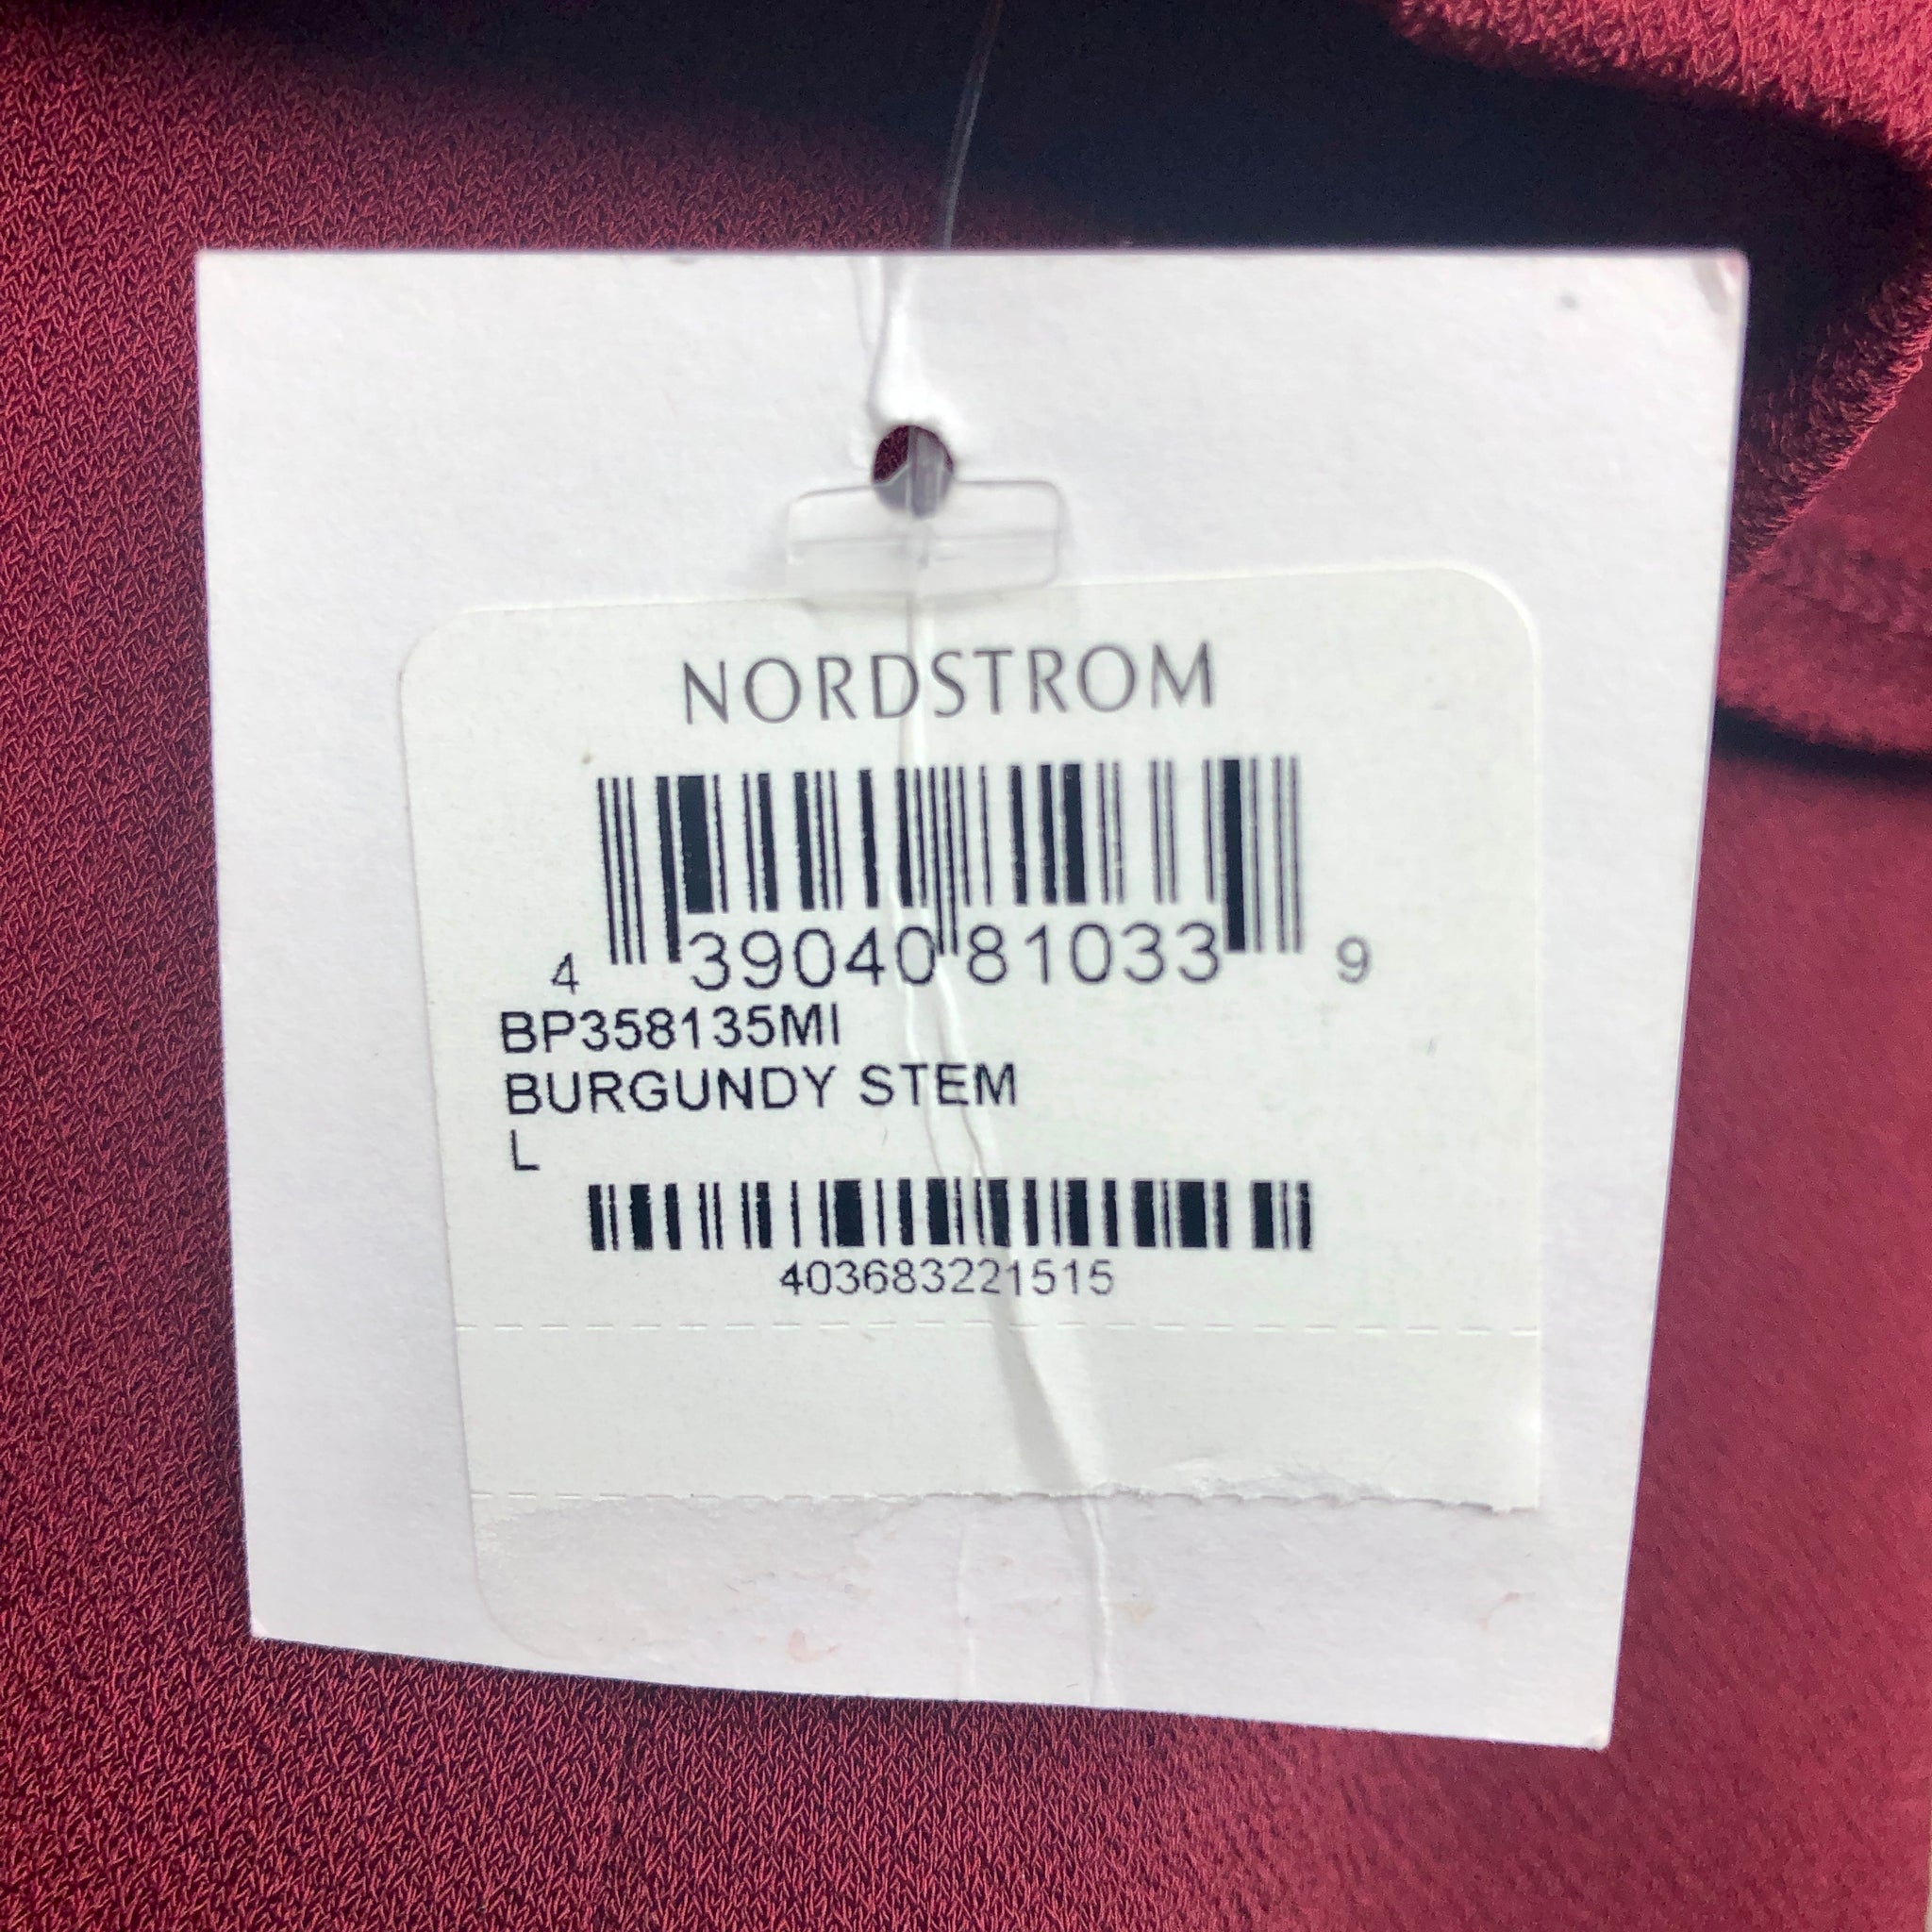 NORDSTROM
4 39040 81033 9
BP358135MI
BURGUNDY STEM
L
403683221515